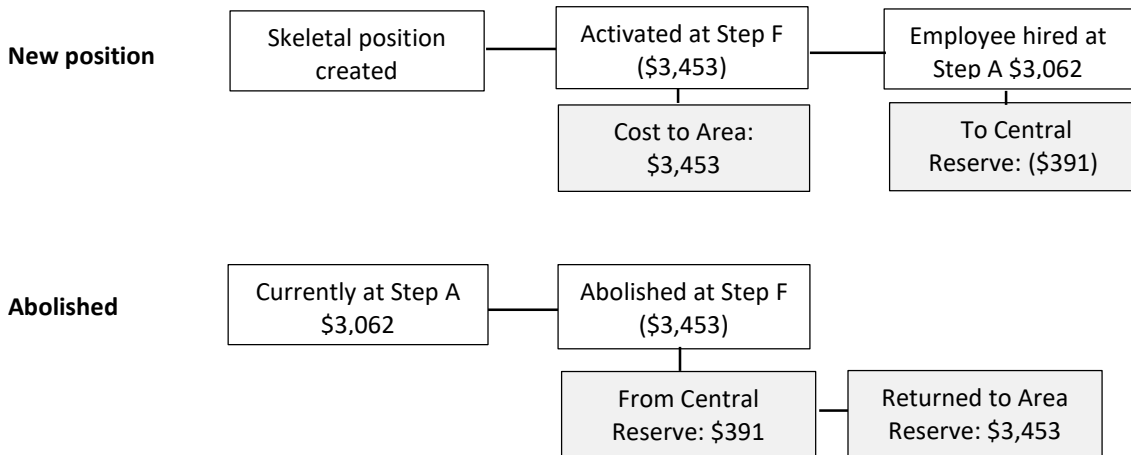 New position
Skeletal position
created
Activated at Step F
($3,453)
Employee hired at
Step A $3,062
Cost to Area:
$3,453
To Central
Reserve: ($391)
Abolished
Currently at Step A
$3,062
Abolished at Step F
($3,453)
From Central
Reserve: $391
Returned to Area
Reserve: $3,453